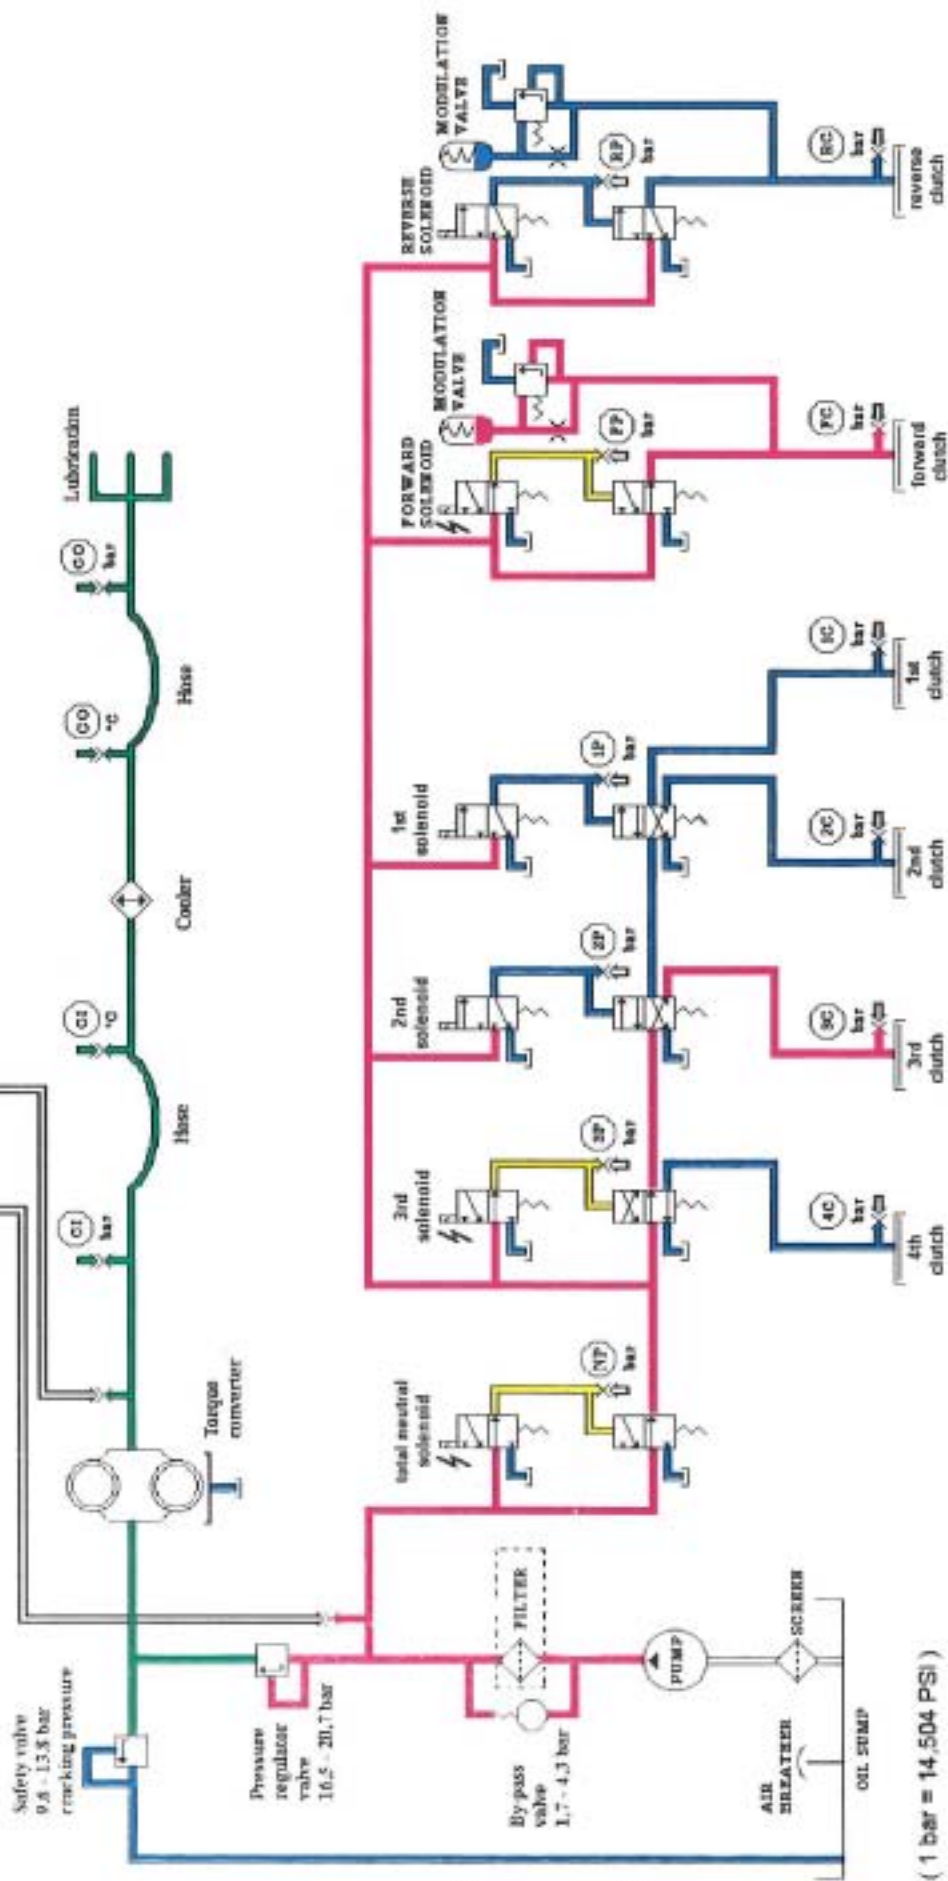 Safety valve
9,6 - 13,8 bar
cracking pressure
Pressure
regulator
valve
16,5 - 20,7 bar
By-pass
valve
1,7 - 4,3 bar
FILTER
PUMP
SCREEN
AIR
BREATHER
OIL SUMP
( 1 bar = 14,504 PSI )
Torque
converter
CI
bar
Hose
CI
°C
Cooler
CO
°C
Hose
CO
bar
Lubrication
total neutral
solenoid
NP
bar
3rd
solenoid
3P
bar
2nd
solenoid
2P
bar
1st
solenoid
1P
bar
FORWARD
SOLENOID
MODULATION
VALVE
FP
bar
REVERSE
SOLENOID
MODULATION
VALVE
RP
bar
4C
bar
4th
clutch
3C
bar
3rd
clutch
2C
bar
2nd
clutch
1C
bar
1st
clutch
FC
bar
forward
clutch
RC
bar
reverse
clutch